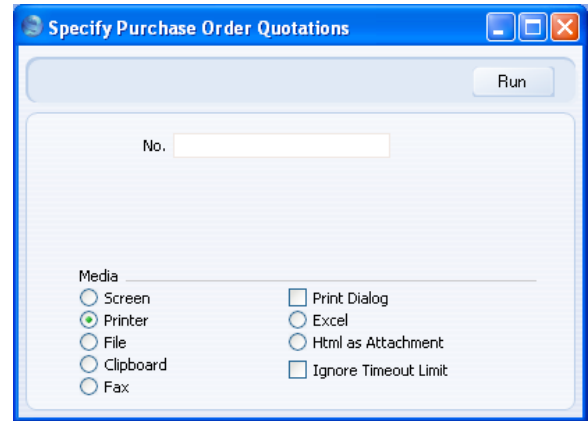 Specify Purchase Order Quotations
Run
No.
Media
Screen
Print Dialog
Printer
Excel
File
Html as Attachment
Clipboard
Ignore Timeout Limit
Fax